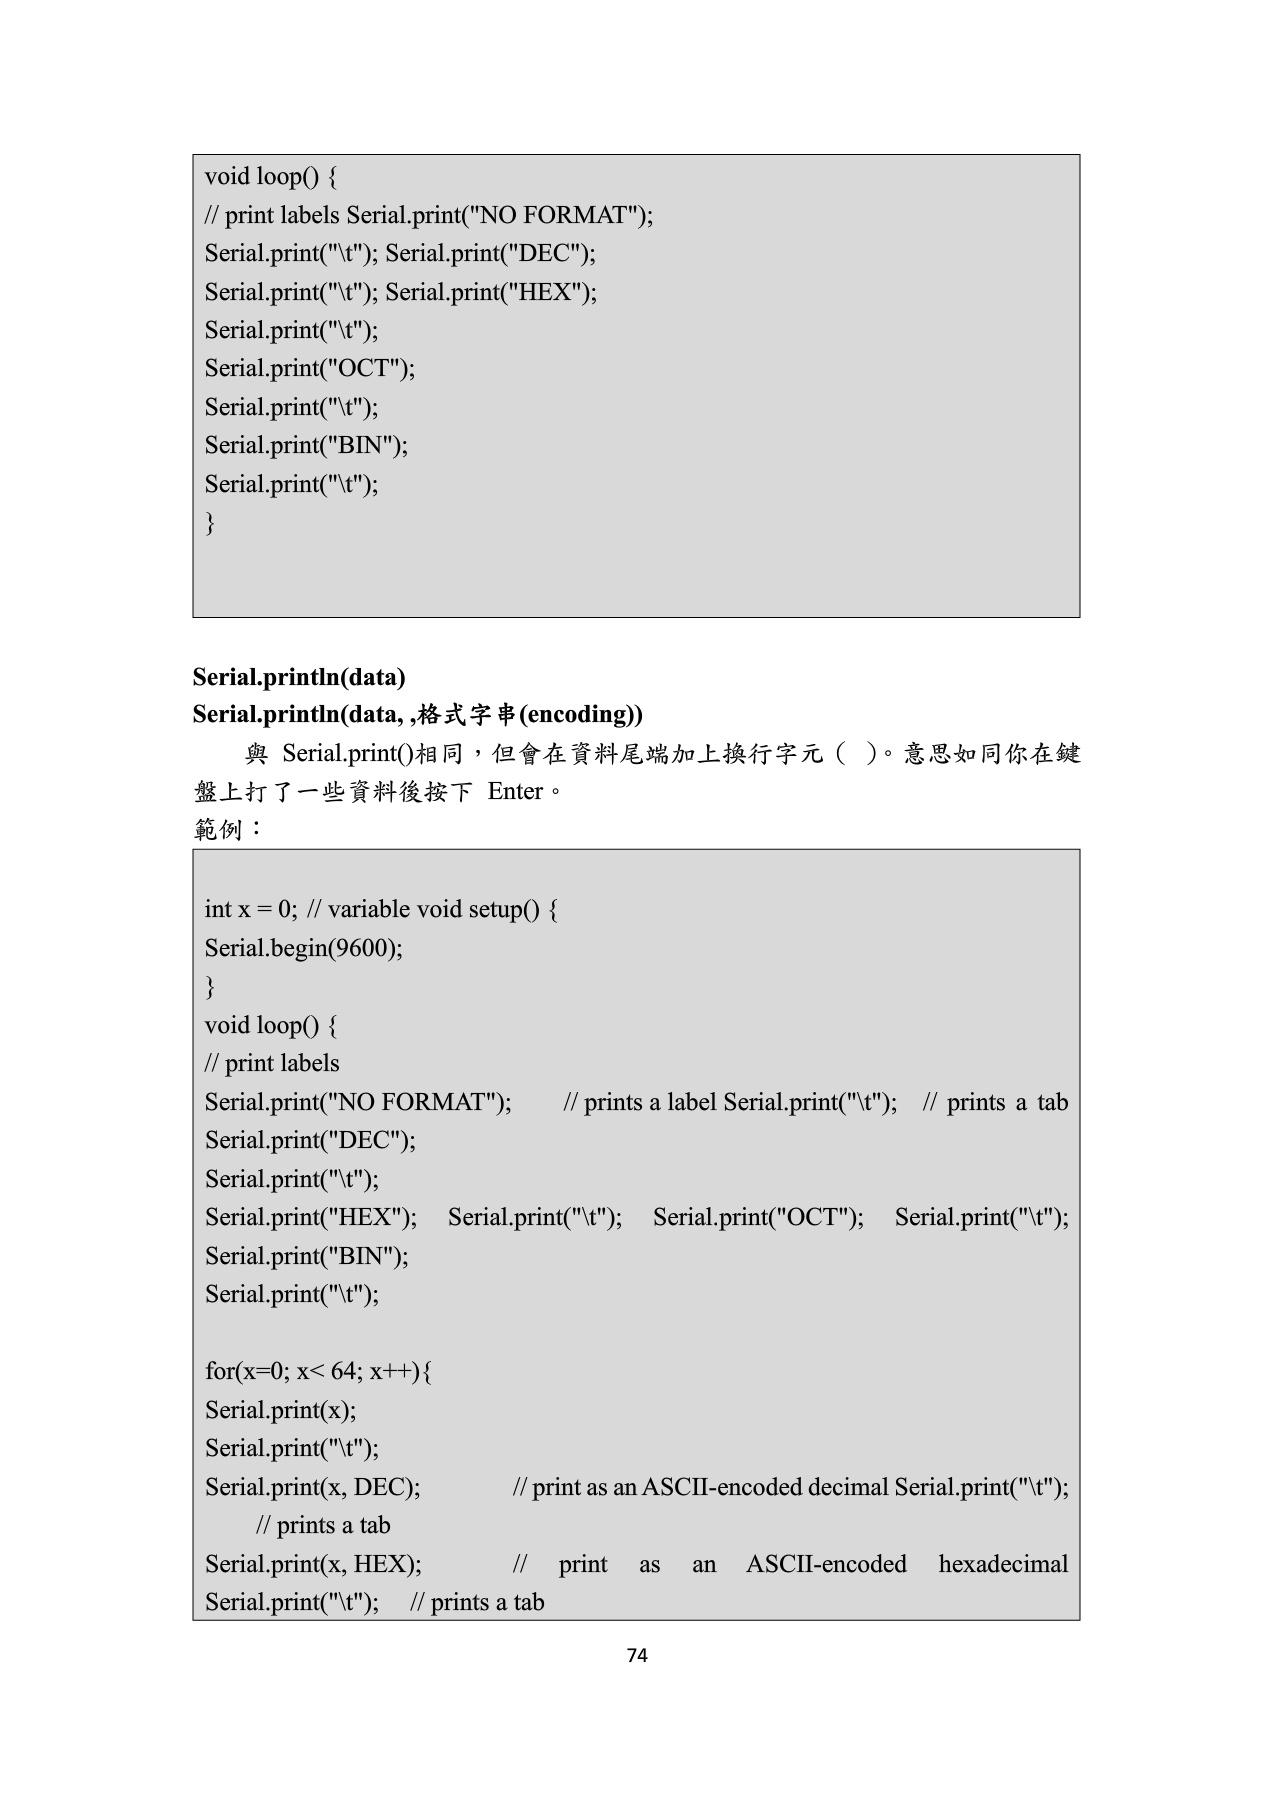 void loop() {
// print labels Serial.print("NO FORMAT");
Serial.print("\t"); Serial.print("DEC");
Serial.print("\t"); Serial.print("HEX");
Serial.print("\t");
Serial.print("OCT");
Serial.print("\t");
Serial.print("BIN");
Serial.print("\t");
}
Serial.println(data)
Serial.println(data, ,格式字串(encoding))
與 Serial.print()相同，但會在資料尾端加上換行字元（ ）。意思如同你在鍵
盤上打了一些資料後按下 Enter。
範例：
int x = 0; // variable void setup() {
Serial.begin(9600);
}
void loop() {
// print labels
Serial.print("NO FORMAT"); // prints a label Serial.print("\t"); // prints a tab
Serial.print("DEC");
Serial.print("\t");
Serial.print("HEX"); Serial.print("\t"); Serial.print("OCT"); Serial.print("\t");
Serial.print("BIN");
Serial.print("\t");
for(x=0; x< 64; x++){
Serial.print(x);
Serial.print("\t");
Serial.print(x, DEC); // print as an ASCII-encoded decimal Serial.print("\t");
// prints a tab
Serial.print(x, HEX); // print as an ASCII-encoded hexadecimal
Serial.print("\t"); // prints a tab
74